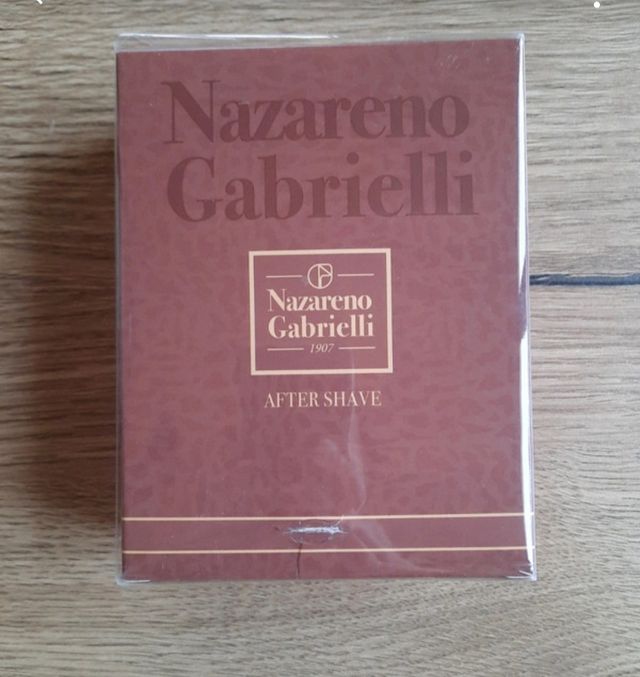 Nazareno
Gabrielli
Nazareno
Gabrielli
1907
AFTER SHAVE